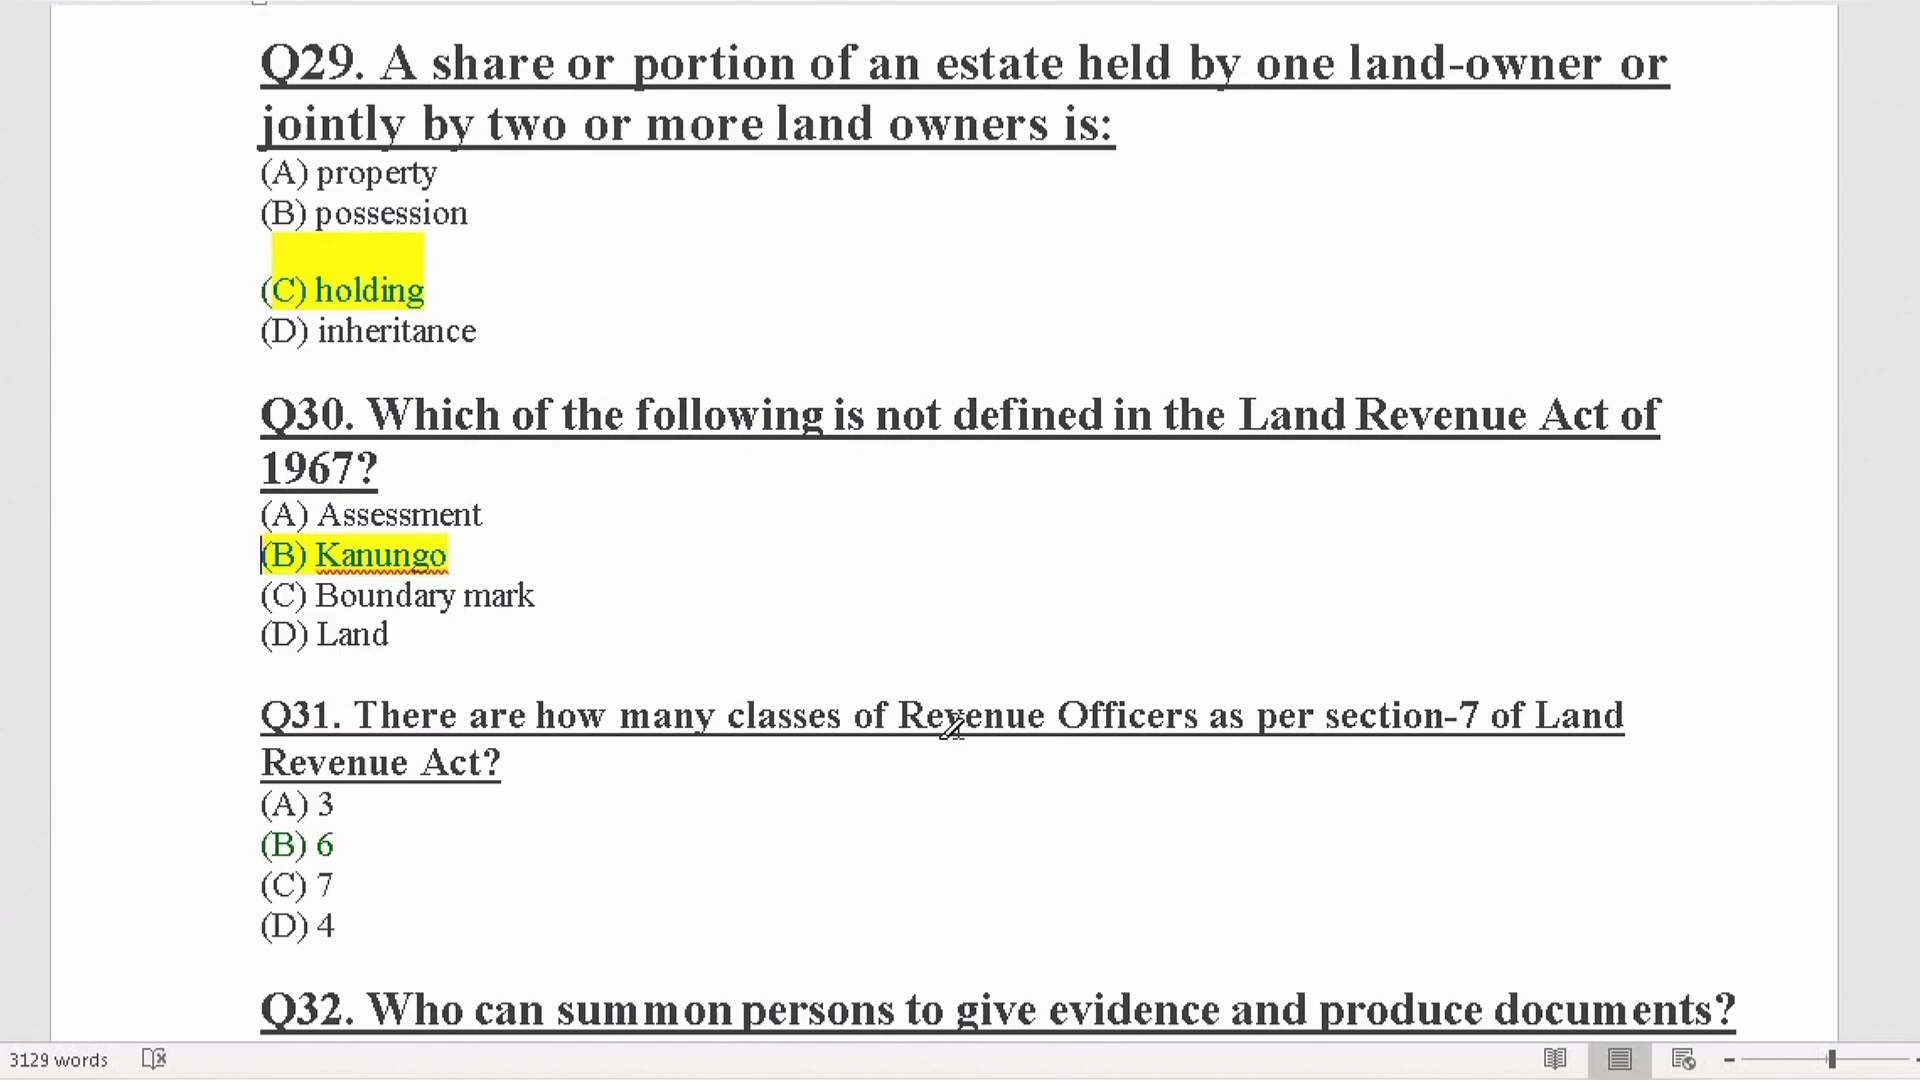 Q29. A share or portion of an estate held by one land-owner or
jointly by two or more land owners is:
(A) property
(B) possession
(C) holding
(D) inheritance
Q30. Which of the following is not defined in the Land Revenue Act of
1967?
(A) Assessment
(B) Kanungo
(C) Boundary mark
(D) Land
Q31. There are how many classes of Revenue Officers as per section-7 of Land
Revenue Act?
(A) 3
(B) 6
(C) 7
(D) 4
Q32. Who can summon persons to give evidence and produce documents?
3129 words